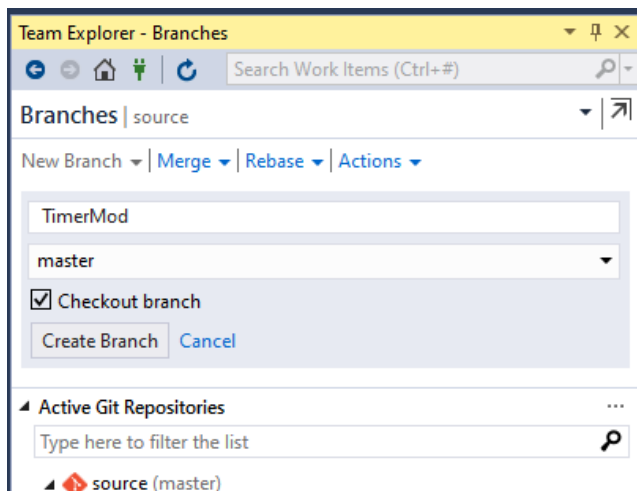 Team Explorer - Branches
Search Work Items (Ctrl+#)
Branches | source
New Branch | Merge | Rebase | Actions
TimerMod
master
Checkout branch
Create Branch Cancel
Active Git Repositories ...
Type here to filter the list
source (master)